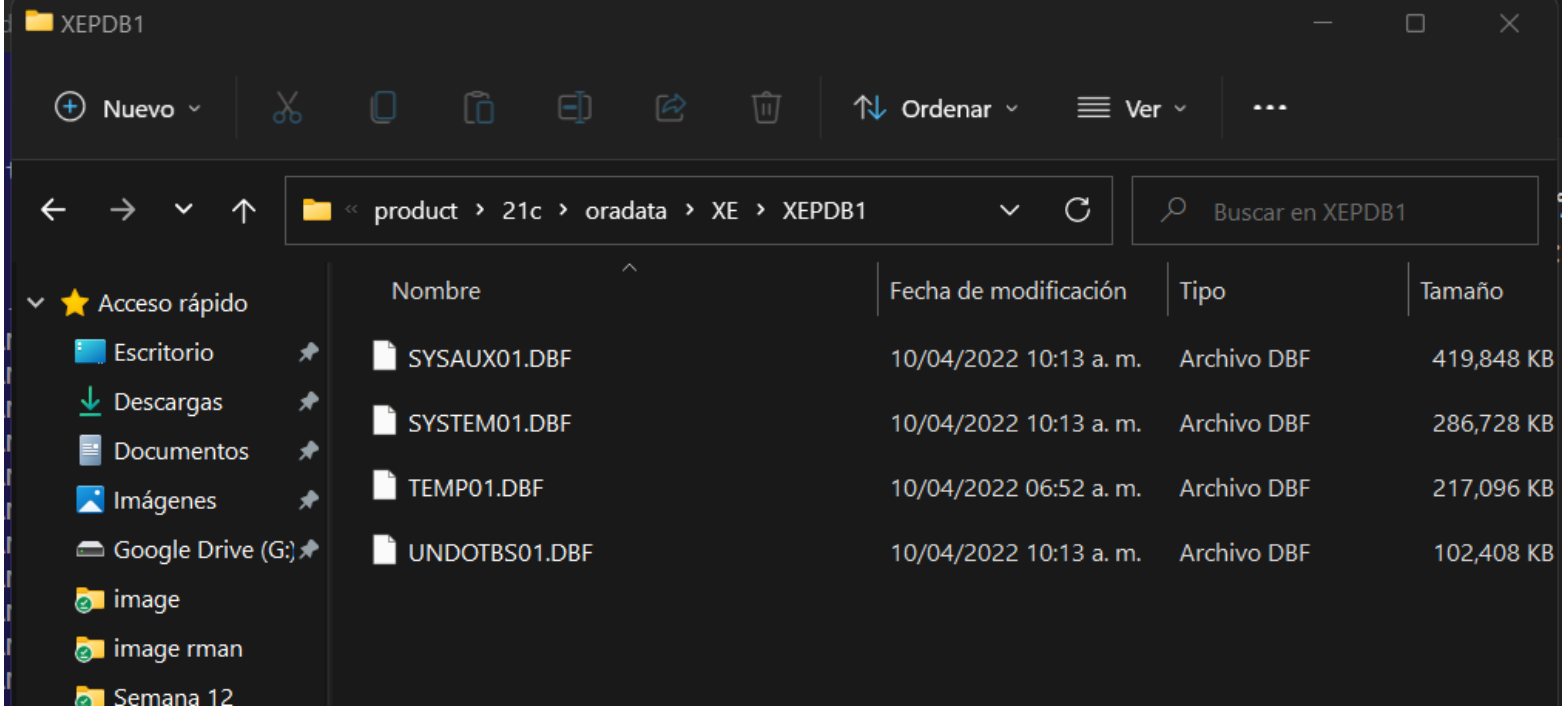 XEPDB1
Nuevo Ordenar Ver
« product > 21c > oradata > XE > XEPDB1 Buscar en XEPDB1
Acceso rápido
Escritorio
Descargas
Documentos
Imágenes
Google Drive (G:)
image
image rman
Semana 12
Nombre Fecha de modificación Tipo Tamaño
SYSAUX01.DBF 10/04/2022 10:13 a. m. Archivo DBF 419,848 KB
SYSTEM01.DBF 10/04/2022 10:13 a. m. Archivo DBF 286,728 KB
TEMP01.DBF 10/04/2022 06:52 a. m. Archivo DBF 217,096 KB
UNDOTBS01.DBF 10/04/2022 10:13 a. m. Archivo DBF 102,408 KB